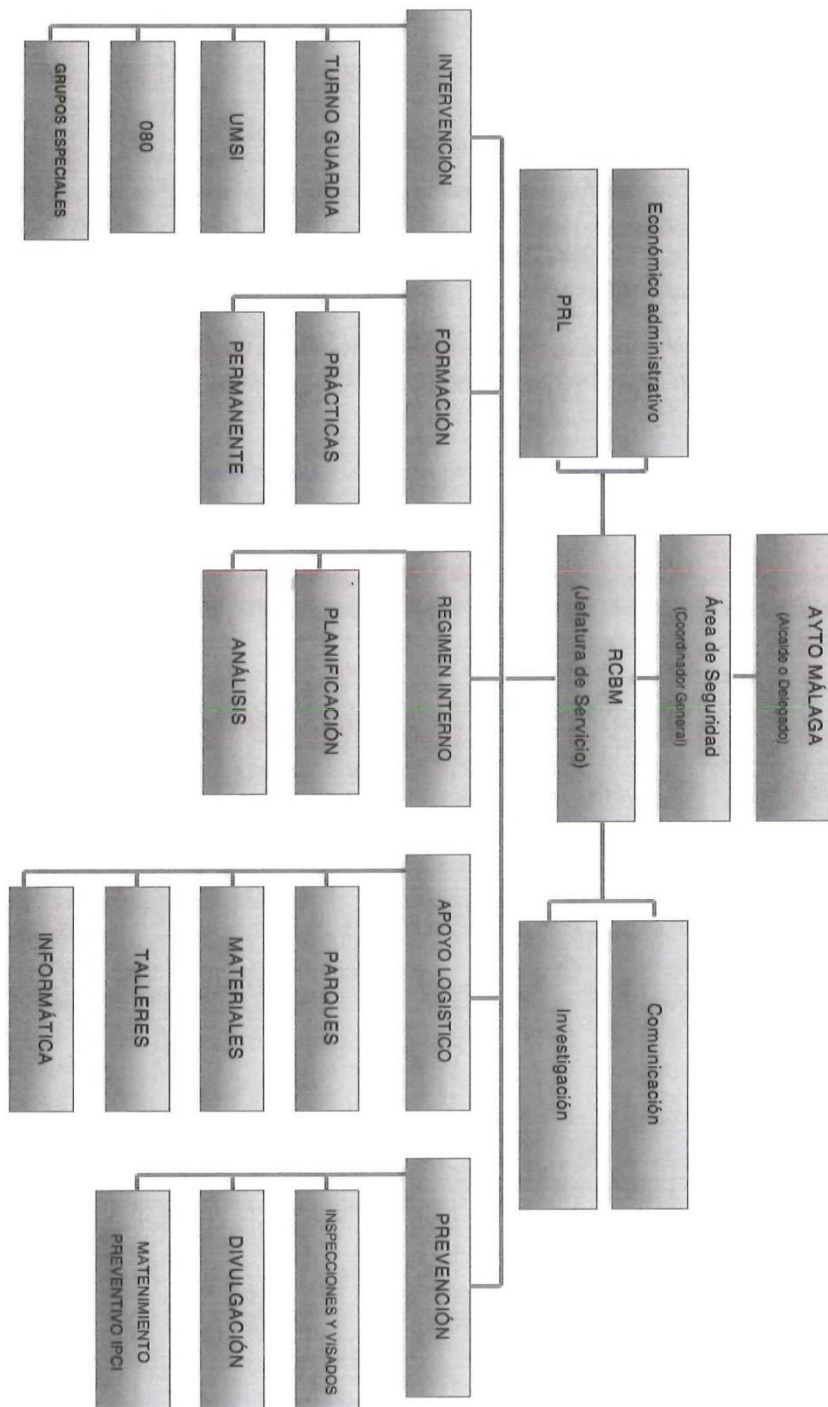 AYTO MÁLAGA
(Alcalde o Delegado)
Área de Seguridad
(Coordinador General)
RCBM
(Jefatura de Servicio)
Económico administrativo
PRL
Comunicación
Investigación
INTERVENCIÓN
TURNO GUARDIA
UMSI
080
GRUPOS ESPECIALES
FORMACIÓN
PRÁCTICAS
PERMANENTE
REGIMEN INTERNO
PLANIFICACIÓN
ANÁLISIS
APOYO LOGISTICO
PARQUES
MATERIALES
TALLERES
INFORMÁTICA
PREVENCIÓN
INSPECCIONES Y VISADOS
DIVULGACIÓN
MATENIMIENTO
PREVENTIVO IPCI